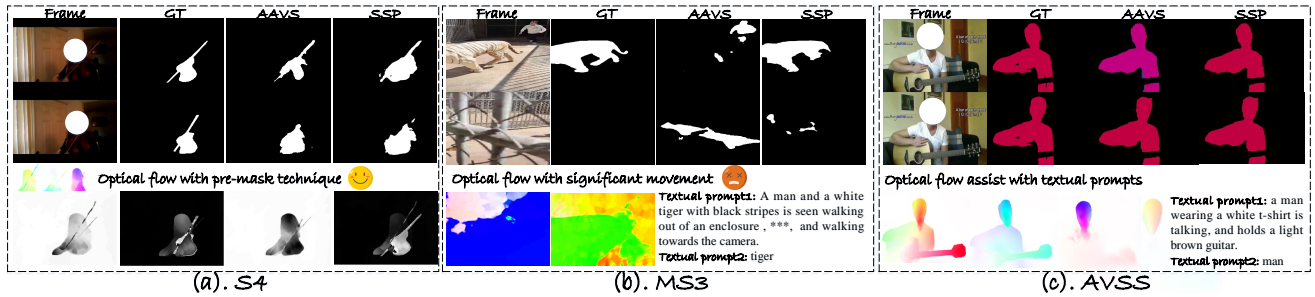 Frame GT AAVS SSP
Optical flow with pre-mask technique
(a). S4
Frame GT AAVS SSP
Optical flow with significant movement
Textual prompt1: A man and a white
tiger with black stripes is seen walking
out of an enclosure , ***, and walking
towards the camera.
Textual prompt2: tiger
(b). MS3
Frame GT AAVS SSP
Optical flow assist with textual prompts
Textual prompt1: a man
wearing a white t-shirt is
talking, and holds a light
brown guitar.
Textual prompt2: man
(c). AVSS